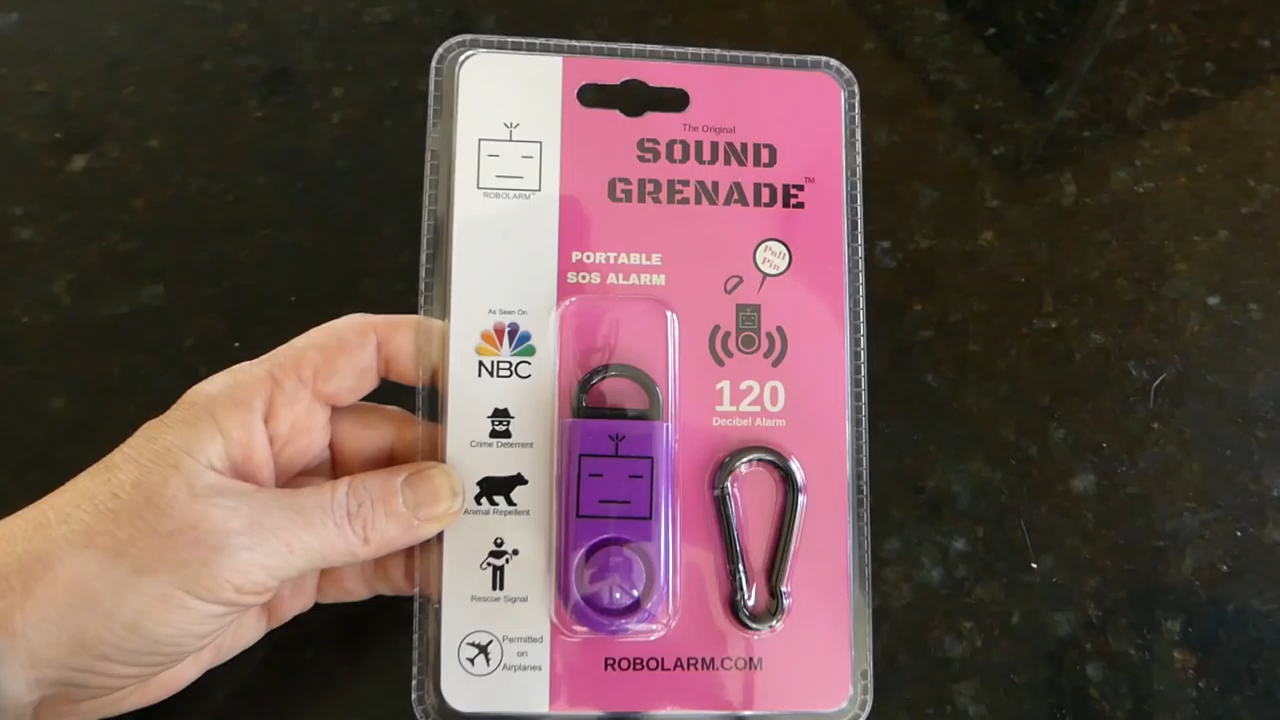 The Original
SOUND
GRENADE™
ROBOLARM™
PORTABLE
SOS ALARM
Pull
Pin
As Seen On
NBC
120
Decibel Alarm
Crime Deterrent
Animal Repellent
Rescue Signal
Permitted
on
Airplanes
ROBOLARM.COM